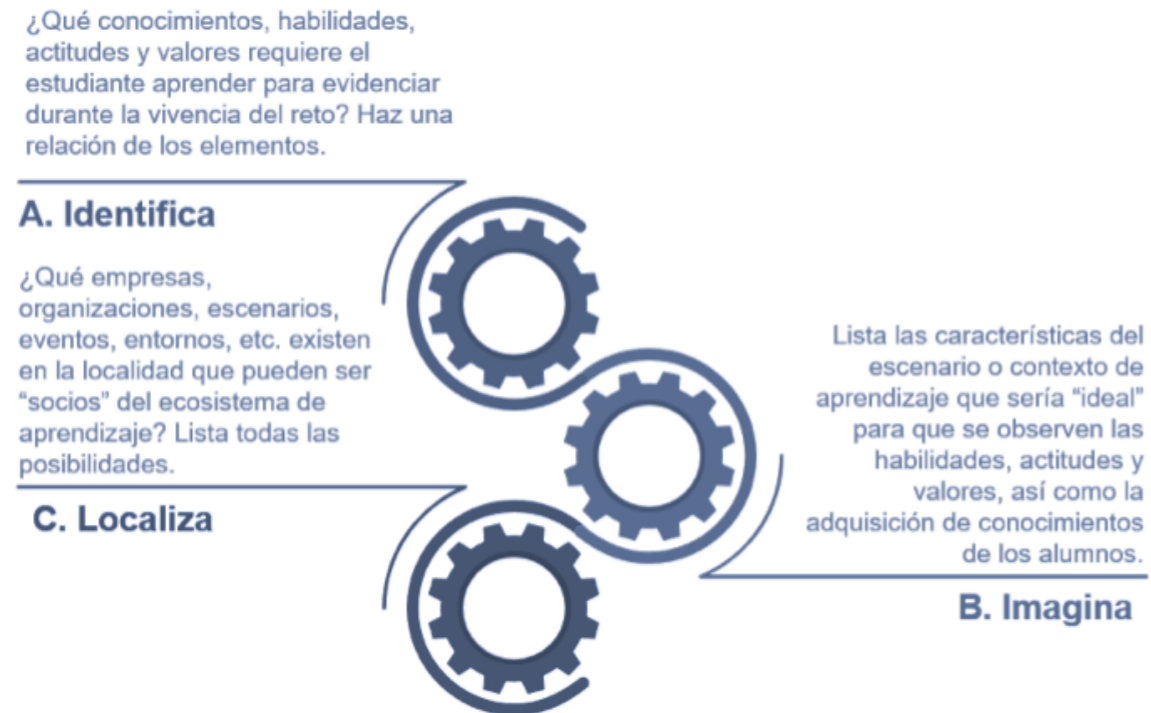 ¿Qué conocimientos, habilidades,
actitudes y valores requiere el
estudiante aprender para evidenciar
durante la vivencia del reto? Haz una
relación de los elementos.
A. Identifica
Lista las características del
escenario o contexto de
aprendizaje que sería “ideal”
para que se observen las
habilidades, actitudes y
valores, así como la
adquisición de conocimientos
de los alumnos.
B. Imagina
¿Qué empresas,
organizaciones, escenarios,
eventos, entornos, etc. existen
en la localidad que pueden ser
“socios” del ecosistema de
aprendizaje? Lista todas las
posibilidades.
C. Localiza